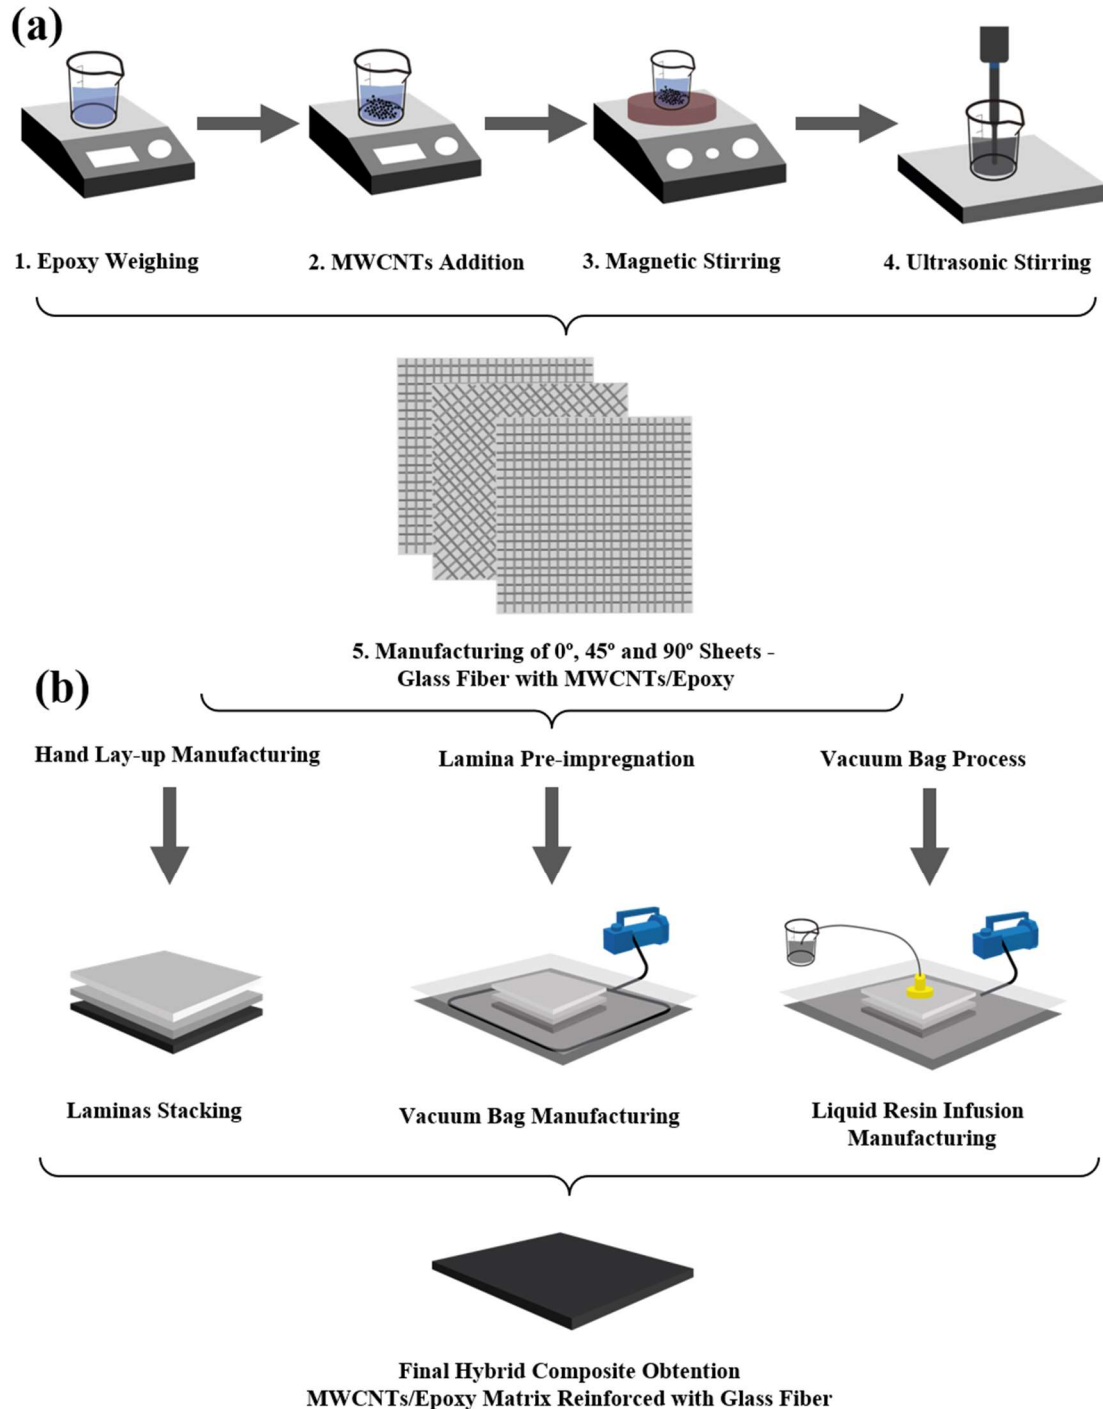 (a)
1. Epoxy Weighing
2. MWCNTs Addition
3. Magnetic Stirring
4. Ultrasonic Stirring
5. Manufacturing of 0º, 45º and 90º Sheets -
Glass Fiber with MWCNTs/Epoxy
(b)
Hand Lay-up Manufacturing
Lamina Pre-impregnation
Vacuum Bag Process
Laminas Stacking
Vacuum Bag Manufacturing
Liquid Resin Infusion
Manufacturing
Final Hybrid Composite Obtention
MWCNTs/Epoxy Matrix Reinforced with Glass Fiber